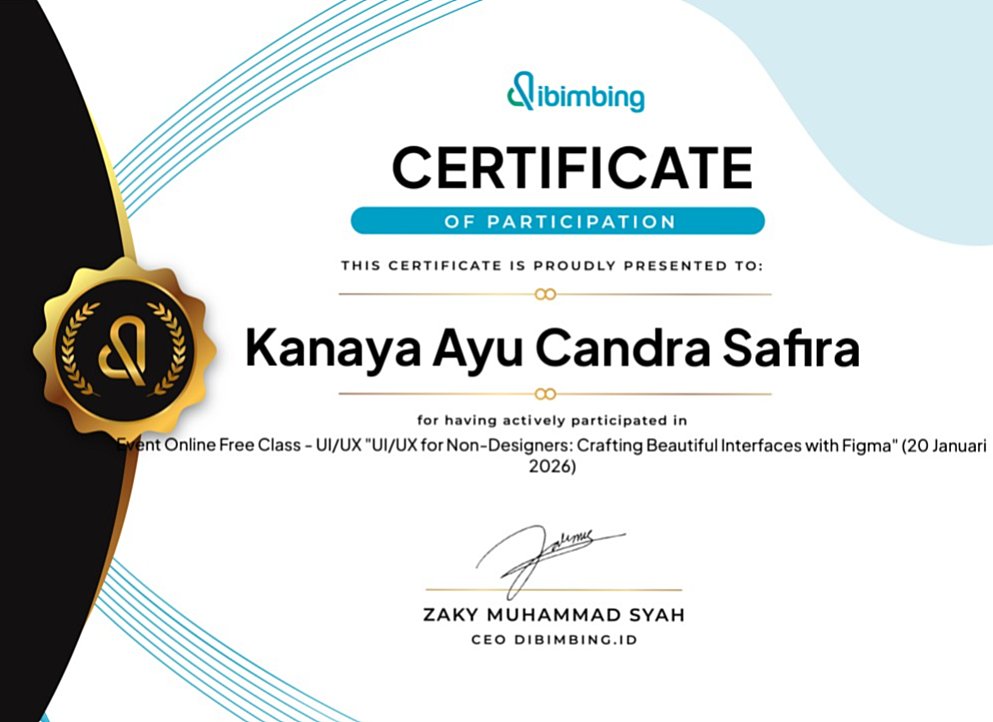 dibimbing
CERTIFICATE
OF PARTICIPATION
THIS CERTIFICATE IS PROUDLY PRESENTED TO:
Kanaya Ayu Candra Safira
for having actively participated in
Event Online Free Class - UI/UX "UI/UX for Non-Designers: Crafting Beautiful Interfaces with Figma" (20 Januari
2026)
ZAKY MUHAMMAD SYAH
CEO DIBIMBING.ID